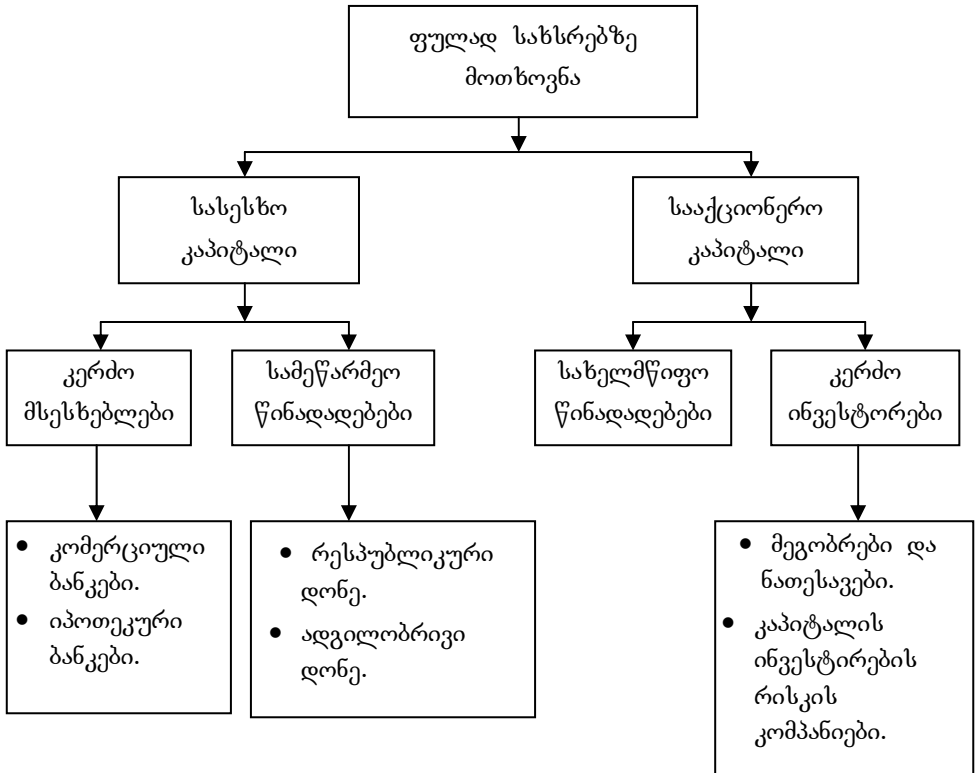 ფულად სახსრებზე
მოთხოვნა
სასესხო
კაპიტალი
სააქციონერო
კაპიტალი
კერძო
მსესხებლები
სამეწარმეო
წინადადებები
სახელმწიფო
წინადადებები
კერძო
ინვესტორები
• კომერციული
ბანკები.
• იპოთეკური
ბანკები.
• რესპუბლიკური
დონე.
• ადგილობრივი
დონე.
• მეგობრები და
ნათესავები.
• კაპიტალის
ინვესტირების
რისკის
კომპანიები.